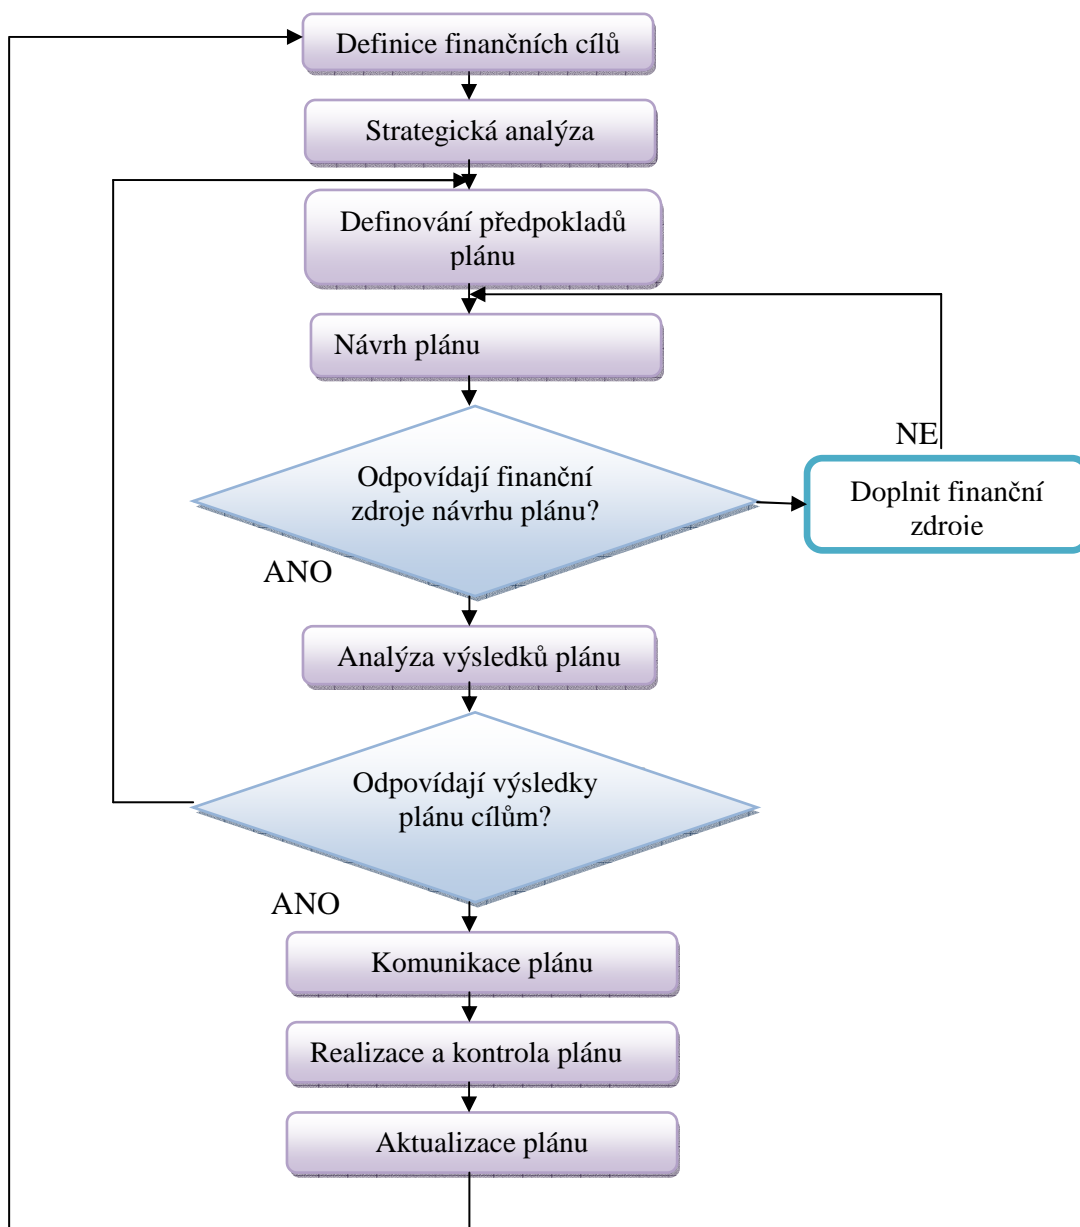 Definice finančních cílů
Strategická analýza
Definování předpokladů
plánu
Návrh plánu
Odpovídají finanční
zdroje návrhu plánu?
NE
Doplnit finanční
zdroje
ANO
Analýza výsledků plánu
Odpovídají výsledky
plánu cílům?
ANO
Komunikace plánu
Realizace a kontrola plánu
Aktualizace plánu